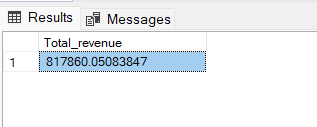 Results Messages
Total_revenue
1 817860.05083847